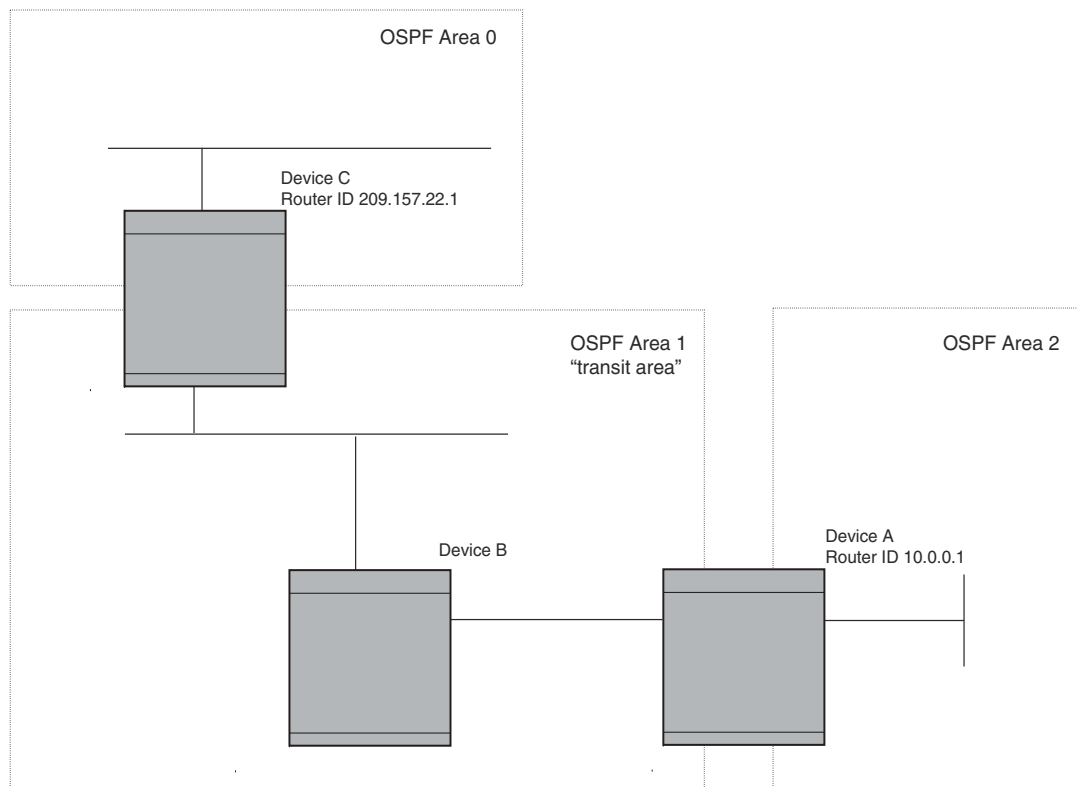 OSPF Area 0
Device C
Router ID 209.157.22.1
OSPF Area 1
“transit area”
OSPF Area 2
Device B
Device A
Router ID 10.0.0.1